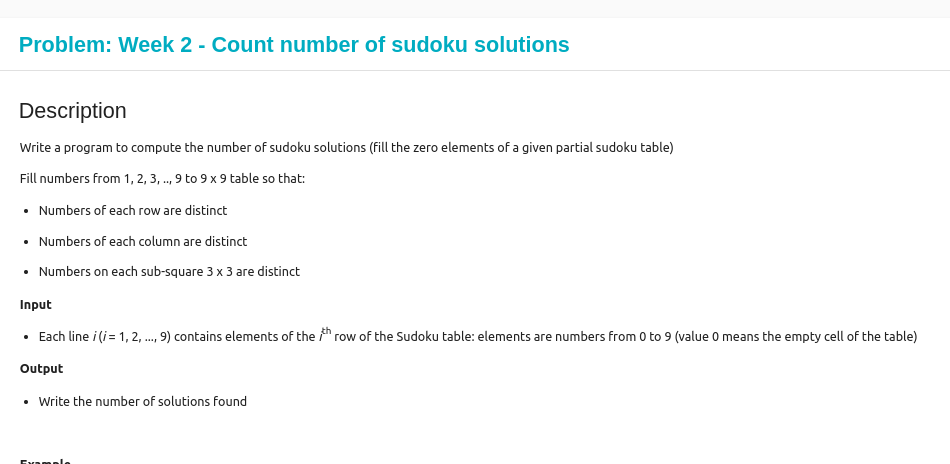 Problem: Week 2 - Count number of sudoku solutions
Description
Write a program to compute the number of sudoku solutions (fill the zero elements of a given partial sudoku table)
Fill numbers from 1, 2, 3, .., 9 to 9 x 9 table so that:
• Numbers of each row are distinct
• Numbers of each column are distinct
• Numbers on each sub-square 3 x 3 are distinct
Input
• Each line i (i = 1, 2, ..., 9) contains elements of the i^th row of the Sudoku table: elements are numbers from 0 to 9 (value 0 means the empty cell of the table)
Output
• Write the number of solutions found
Example